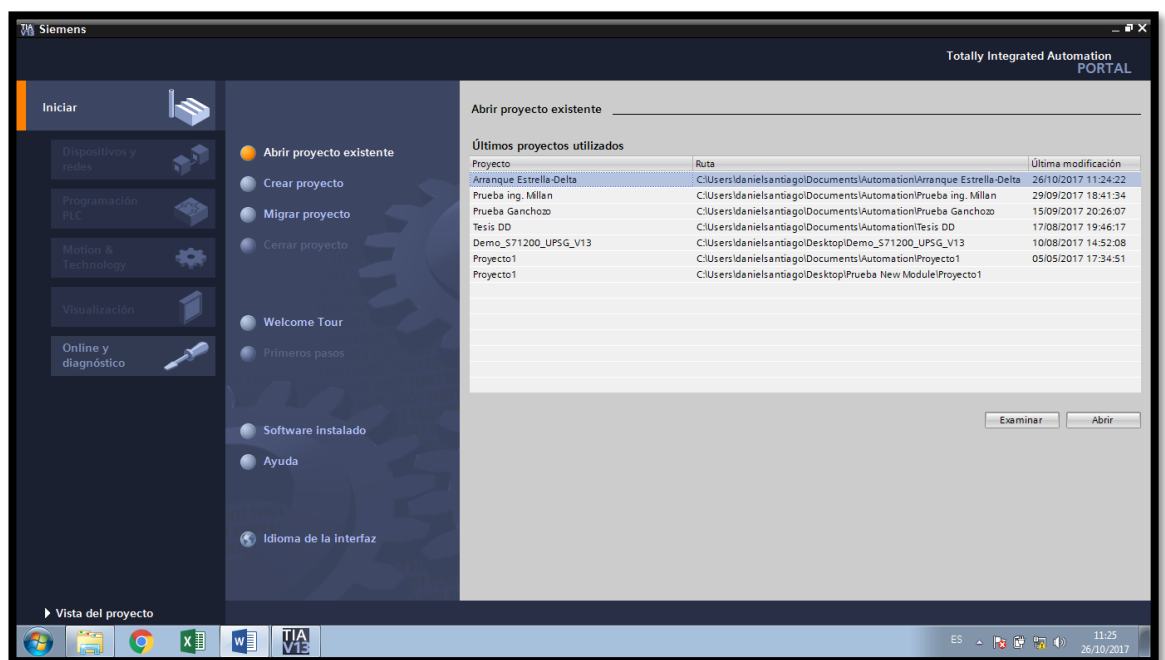 TIA V13 Siemens
Totally Integrated Automation
PORTAL
Iniciar
Dispositivos y
redes
Programación
PLC
Motion &
Technology
Visualización
Online y
diagnóstico
Vista del proyecto
Abrir proyecto existente
Crear proyecto
Migrar proyecto
Cerrar proyecto
Welcome Tour
Primeros pasos
Software instalado
Ayuda
Idioma de la interfaz
Abrir proyecto existente
Últimos proyectos utilizados
Proyecto Ruta Última modificación
Arranque Estrella-Delta C:\Users\danielsantiago\Documents\Automation\Arranque Estrella-Delta 26/10/2017 11:24:22
Prueba ing. Millan C:\Users\danielsantiago\Documents\Automation\Prueba ing. Millan 29/09/2017 18:41:34
Prueba Ganchozo C:\Users\danielsantiago\Documents\Automation\Prueba Ganchozo 15/09/2017 20:26:07
Tesis DD C:\Users\danielsantiago\Documents\Automation\Tesis DD 17/08/2017 19:46:17
Demo_S71200_UPSG_V13 C:\Users\danielsantiago\Desktop\Demo_S71200_UPSG_V13 10/08/2017 14:52:08
Proyecto1 C:\Users\danielsantiago\Documents\Automation\Proyecto1 05/05/2017 17:34:51
Proyecto1 C:\Users\danielsantiago\Desktop\Prueba New Module\Proyecto1
Examinar Abrir
TIA
V13
ES
11:25
26/10/2017